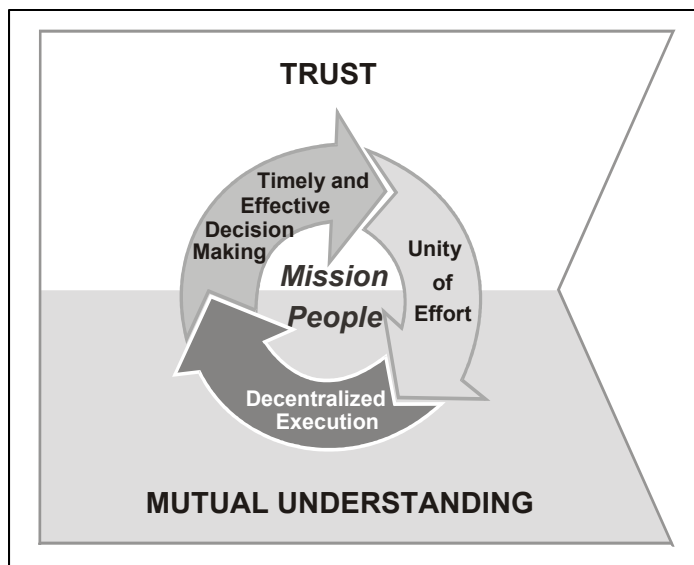 TRUST
Timely and
Effective
Decision
Making
Unity
of
Effort
Mission
People
Decentralized
Execution
MUTUAL UNDERSTANDING